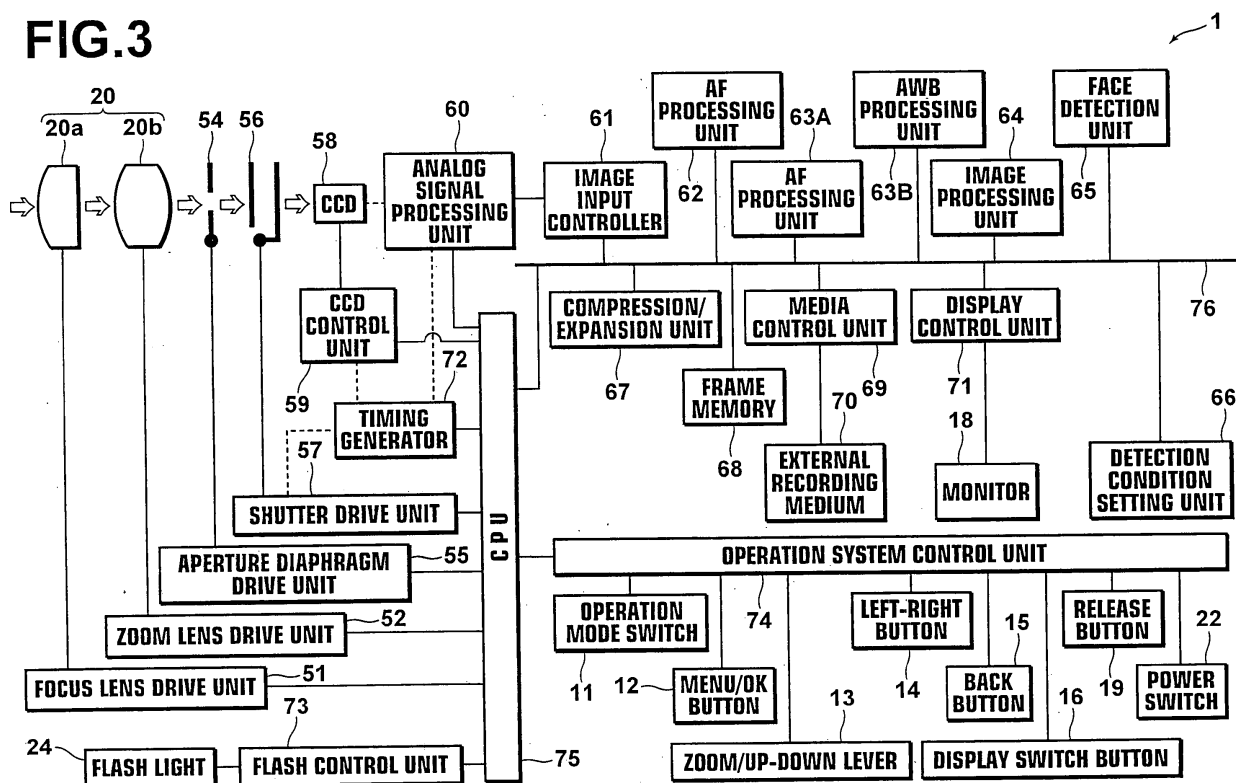 FIG.3
1
20
20a
20b
54
56
58
60
61
62
63A
63B
64
65
AF
PROCESSING
UNIT
AWB
PROCESSING
UNIT
FACE
DETECTION
UNIT
CCD
ANALOG
SIGNAL
PROCESSING
UNIT
IMAGE
INPUT
CONTROLLER
AF
PROCESSING
UNIT
IMAGE
PROCESSING
UNIT
76
CCD
CONTROL
UNIT
59
COMPRESSION/
EXPANSION UNIT
67
MEDIA
CONTROL UNIT
69
DISPLAY
CONTROL UNIT
71
72
TIMING
GENERATOR
FRAME
MEMORY
68
70
EXTERNAL
RECORDING
MEDIUM
18
MONITOR
66
DETECTION
CONDITION
SETTING UNIT
57
SHUTTER DRIVE UNIT
CPU
APERTURE DIAPHRAGM
DRIVE UNIT
55
OPERATION SYSTEM CONTROL UNIT
74
ZOOM LENS DRIVE UNIT
52
OPERATION
MODE SWITCH
11
LEFT-RIGHT
BUTTON
14
RELEASE
BUTTON
19
FOCUS LENS DRIVE UNIT
51
12
MENU/OK
BUTTON
15
BACK
BUTTON
22
POWER
SWITCH
24
FLASH LIGHT
73
FLASH CONTROL UNIT
75
13
ZOOM/UP-DOWN LEVER
16
DISPLAY SWITCH BUTTON